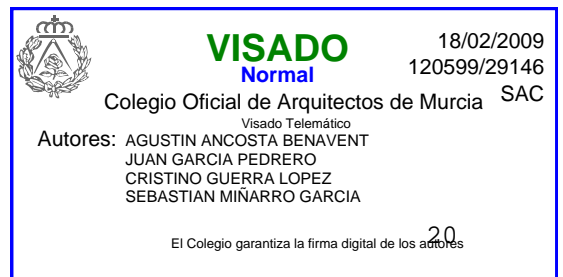 VISADO
Normal
18/02/2009
120599/29146
SAC
Colegio Oficial de Arquitectos de Murcia
Visado Telemático
Autores: AGUSTIN ANCOSTA BENAVENT
JUAN GARCIA PEDRERO
CRISTINO GUERRA LOPEZ
SEBASTIAN MIÑARRO GARCIA
El Colegio garantiza la firma digital de los autores
20